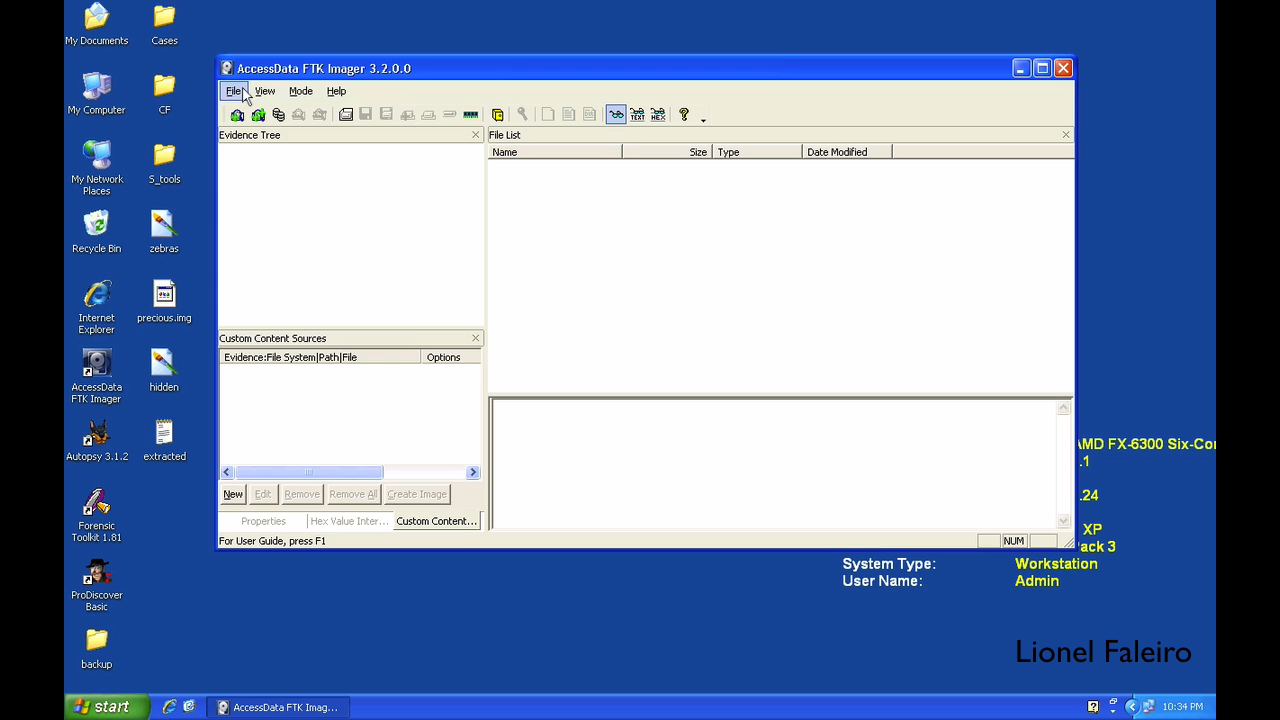 My Documents
Cases
My Computer
CF
My Network
Places
S_tools
Recycle Bin
zebras
Internet
Explorer
precious.img
AccessData
FTK Imager
hidden
Autopsy 3.1.2
extracted
Forensic
Toolkit 1.81
ProDiscover
Basic
backup
AccessData FTK Imager 3.2.0.0
File View Mode Help
TEXT HEX ?
Evidence Tree
File List
Name Size Type Date Modified
Custom Content Sources
Evidence:File System|Path|File Options
New Edit Remove Remove All Create Image
Properties Hex Value Inter... Custom Content...
For User Guide, press F1
NUM
AMD FX-6300 Six-Cor
.1
.24
XP
ack 3
System Type: Workstation
User Name: Admin
Lionel Faleiro
start
AccessData FTK Imag...
?
10:34 PM